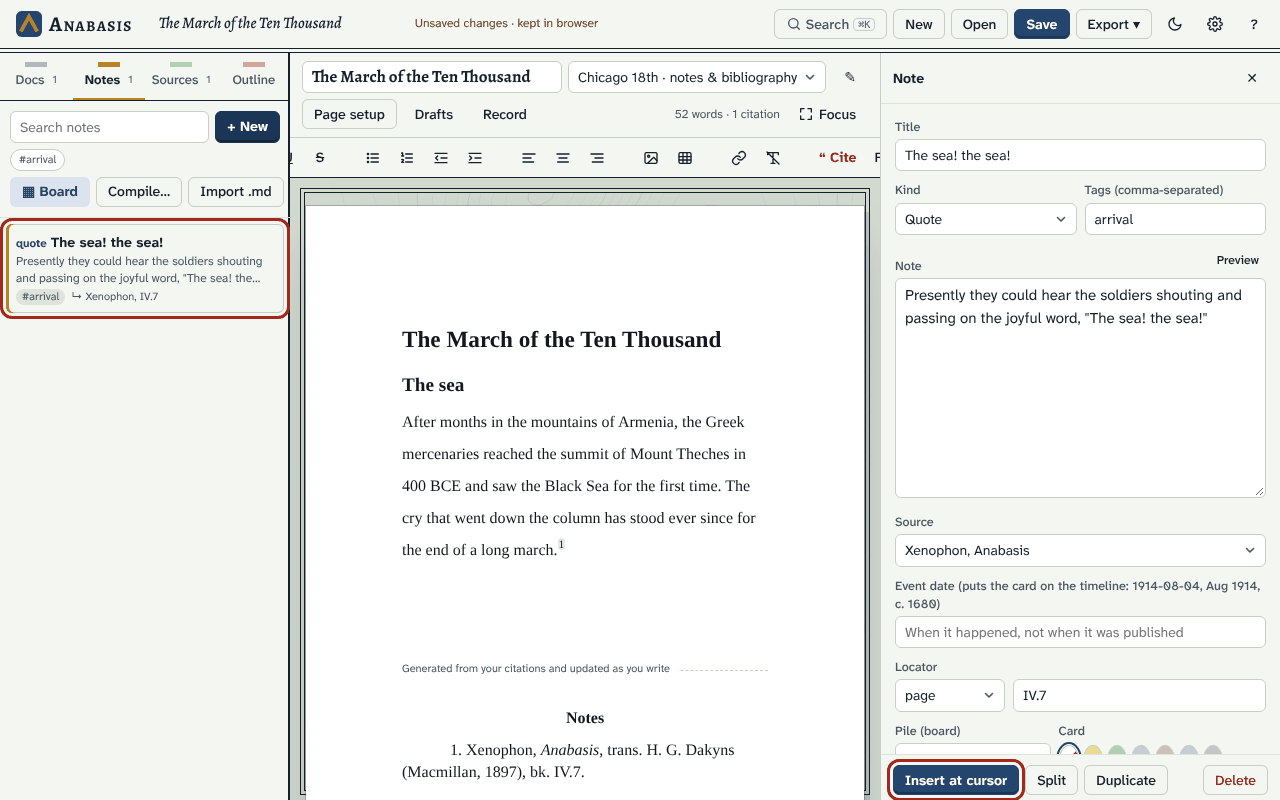 ANABASIS
The March of the Ten Thousand
Unsaved changes · kept in browser
Search ⌘K
New
Open
Save
Export ▾
?
Docs 1
Notes 1
Sources 1
Outline
Search notes
+ New
#arrival
▦ Board
Compile…
Import .md
quote The sea! the sea!
Presently they could hear the soldiers shouting
and passing on the joyful word, "The sea! the…
#arrival ↪ Xenophon, IV.7
The March of the Ten Thousand
Chicago 18th · notes & bibliography
✎
Page setup
Drafts
Record
52 words · 1 citation
Focus
S
❝ Cite
The March of the Ten Thousand
The sea
After months in the mountains of Armenia, the Greek
mercenaries reached the summit of Mount Theches in
400 BCE and saw the Black Sea for the first time. The
cry that went down the column has stood ever since for
the end of a long march.1
Generated from your citations and updated as you write
Notes
1. Xenophon, Anabasis, trans. H. G. Dakyns
(Macmillan, 1897), bk. IV.7.
Note
✕
Title
The sea! the sea!
Kind
Tags (comma-separated)
Quote
arrival
Note
Preview
Presently they could hear the soldiers shouting and
passing on the joyful word, "The sea! the sea!"
Source
Xenophon, Anabasis
Event date (puts the card on the timeline: 1914-08-04, Aug 1914,
c. 1680)
When it happened, not when it was published
Locator
page
IV.7
Pile (board)
Card
Insert at cursor
Split
Duplicate
Delete